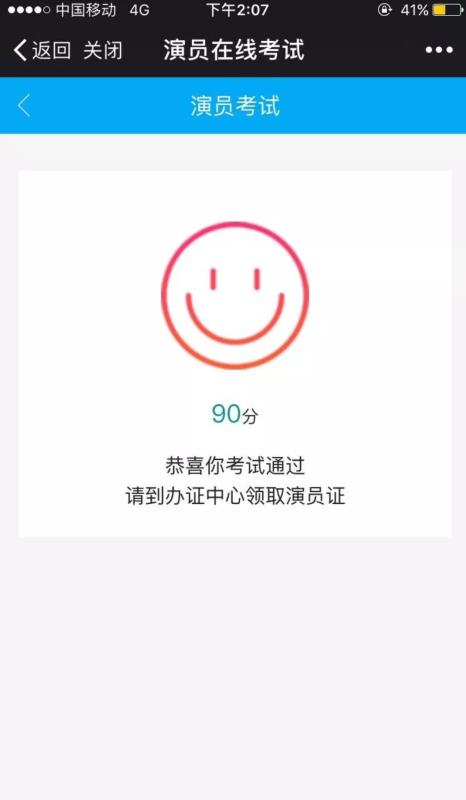 中国移动 4G 下午2:07 41%
返回 关闭 演员在线考试
演员考试
90分
恭喜你考试通过
请到办证中心领取演员证